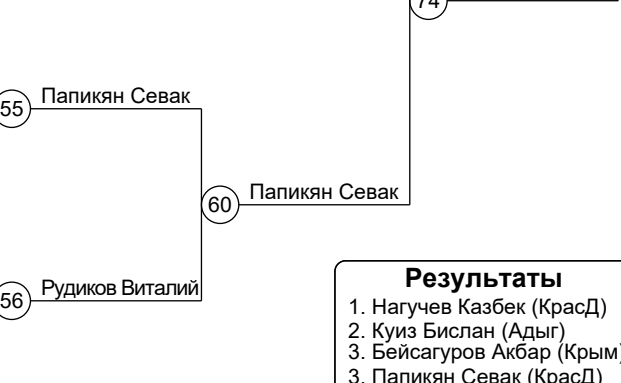 74
Папикян Севак
55
Папикян Севак
60
Рудиков Виталий
56
Результаты
1. Нагучев Казбек (КрасД)
2. Куиз Бислан (Адыг)
3. Бейсагуров Акбар (Крым)
3. Папикян Севак (КрасД)